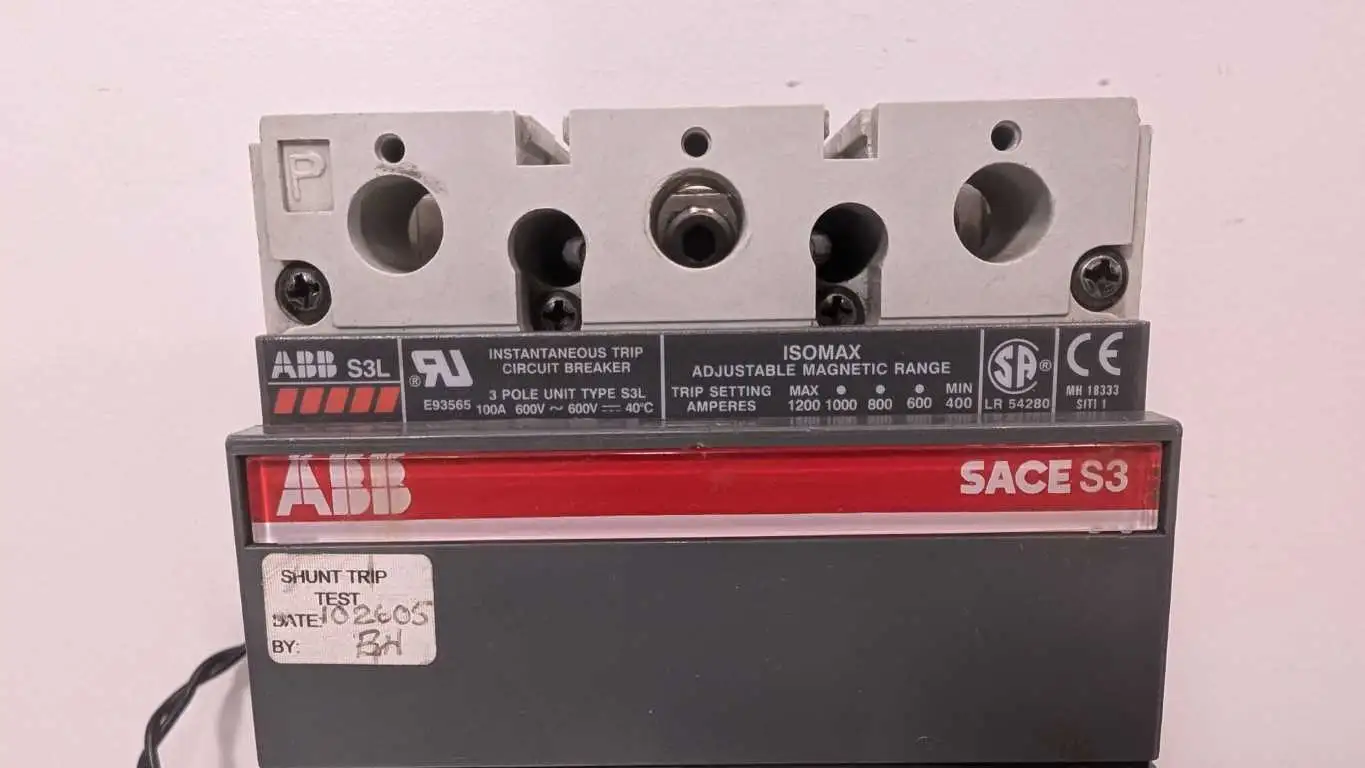 P
ABB S3L
® RU
E93565
INSTANTANEOUS TRIP
CIRCUIT BREAKER
3 POLE UNIT TYPE S3L
100A 600V ~ 600V ⎓ 40°C
ISOMAX
ADJUSTABLE MAGNETIC RANGE
TRIP SETTING MAX ● ● ● MIN
AMPERES 1200 1000 800 600 400
SA ®
LR 54280
CE
MH 18333
SITI 1
ABB SACE S3
SHUNT TRIP
TEST
DATE: 102605
BY: BH